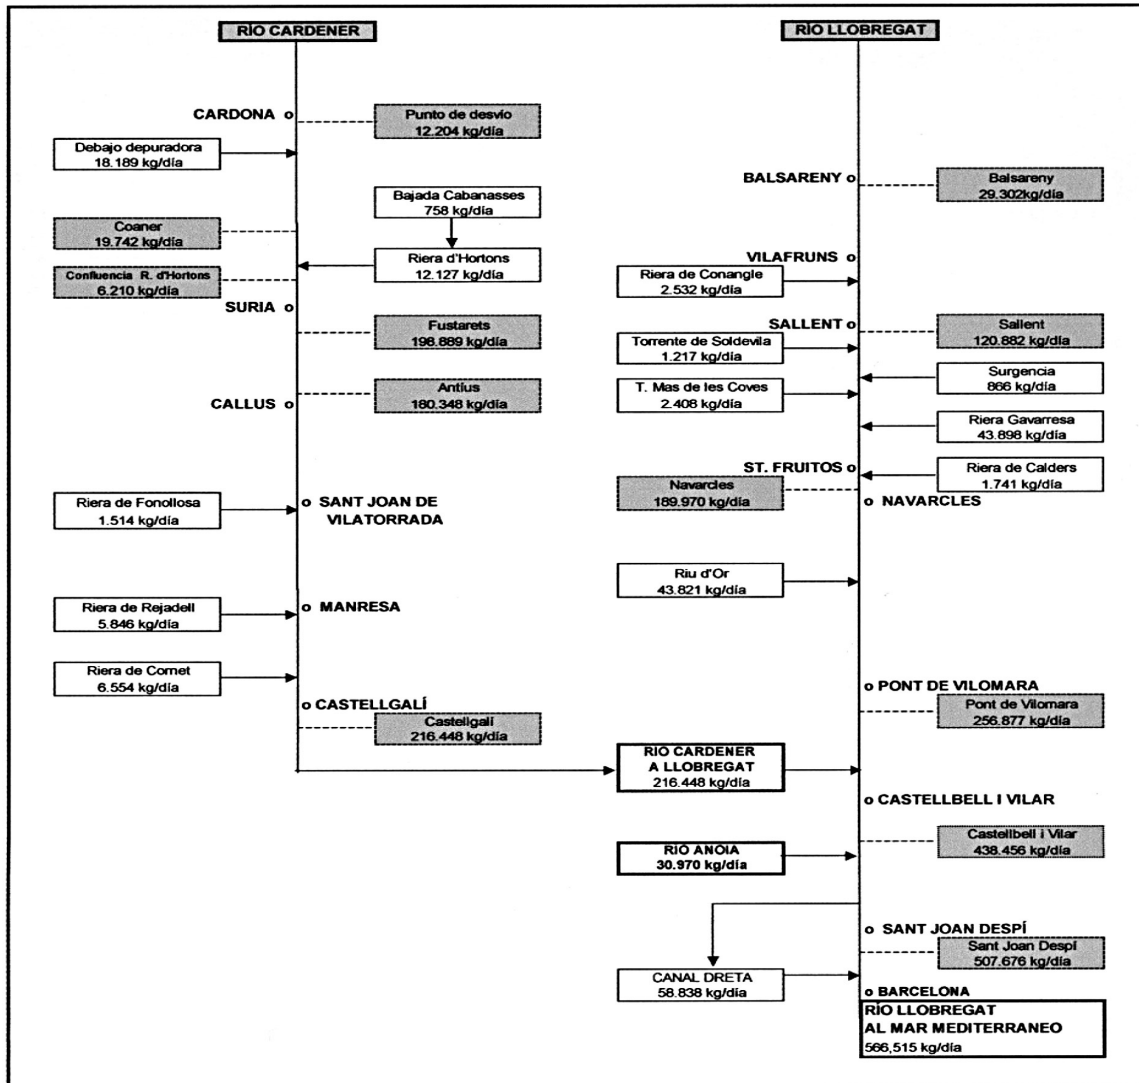 RÍO CARDENER
CARDONA
Punto de desvío
12.204 kg/día
Debajo depuradora
18.189 kg/día
Bajada Cabanasses
758 kg/día
Coaner
19.742 kg/día
Riera d'Hortons
12.127 kg/día
Confluencia R. d'Hortons
6.210 kg/día
SURIA
Fustarets
198.889 kg/día
Antíus
180.348 kg/día
CALLUS
Riera de Fonollosa
1.514 kg/día
SANT JOAN DE
VILATORRADA
Riera de Rejadell
5.846 kg/día
MANRESA
Riera de Cornet
6.554 kg/día
CASTELLGALÍ
Castellgalí
216.448 kg/día
RÍO LLOBREGAT
BALSARENY
Balsareny
29.302kg/día
VILAFRUNS
Riera de Conangle
2.532 kg/día
SALLENT
Sallent
120.882 kg/día
Torrente de Soldevila
1.217 kg/día
Surgencia
866 kg/día
T. Mas de les Coves
2.408 kg/día
Riera Gavarresa
43.898 kg/día
ST. FRUITOS
Riera de Calders
1.741 kg/día
Navarcles
189.970 kg/día
NAVARCLES
Riu d'Or
43.821 kg/día
PONT DE VILOMARA
Pont de Vilomara
256.877 kg/día
RIO CARDENER
A LLOBREGAT
216.448 kg/día
CASTELLBELL I VILAR
Castellbell i Vilar
438.456 kg/día
RÍO ANOIA
30.970 kg/día
SANT JOAN DESPÍ
Sant Joan Despí
507.676 kg/día
CANAL DRETA
58.838 kg/día
BARCELONA
RÍO LLOBREGAT
AL MAR MEDITERRANEO
566,515 kg/día